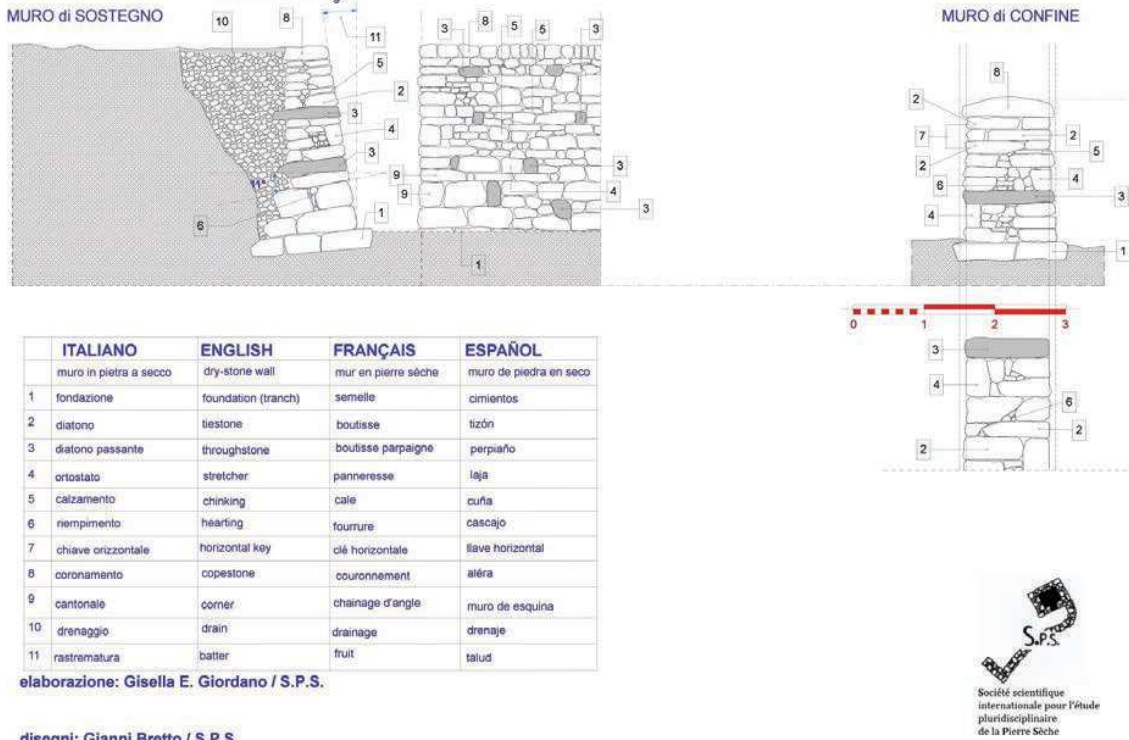 MURO di SOSTEGNO
MURO di CONFINE
10
8
11
3
8
5
5
3
5
2
3
4
3
9
9
3
4
3
6
1
1
8
2
7
2
2
5
6
4
3
4
1
0 1 2 3
3
4
6
2
2
ITALIANO ENGLISH FRANÇAIS ESPAÑOL
muro in pietra a secco dry-stone wall mur en pierre sèche muro de piedra en seco
1 fondazione foundation (tranch) semelle cimientos
2 diatono tiestone boutisse tizón
3 diatono passante throughstone boutisse parpaigne perpiaño
4 ortostato stretcher panneresse laja
5 calzamento chinking cale cuña
6 riempimento hearting fourrure cascajo
7 chiave orizzontale horizontal key clé horizontale llave horizontal
8 coronamento copestone couronnement aléra
9 cantonale corner chainage d'angle muro de esquina
10 drenaggio drain drainage drenaje
11 rastrematura batter fruit talud
elaborazione: Gisella E. Giordano / S.P.S.
disegni: Gianni Bretto / S.P.S.
S.P.S.
Société scientifique
internationale pour l'étude
pluridisciplinaire
de la Pierre Sèche